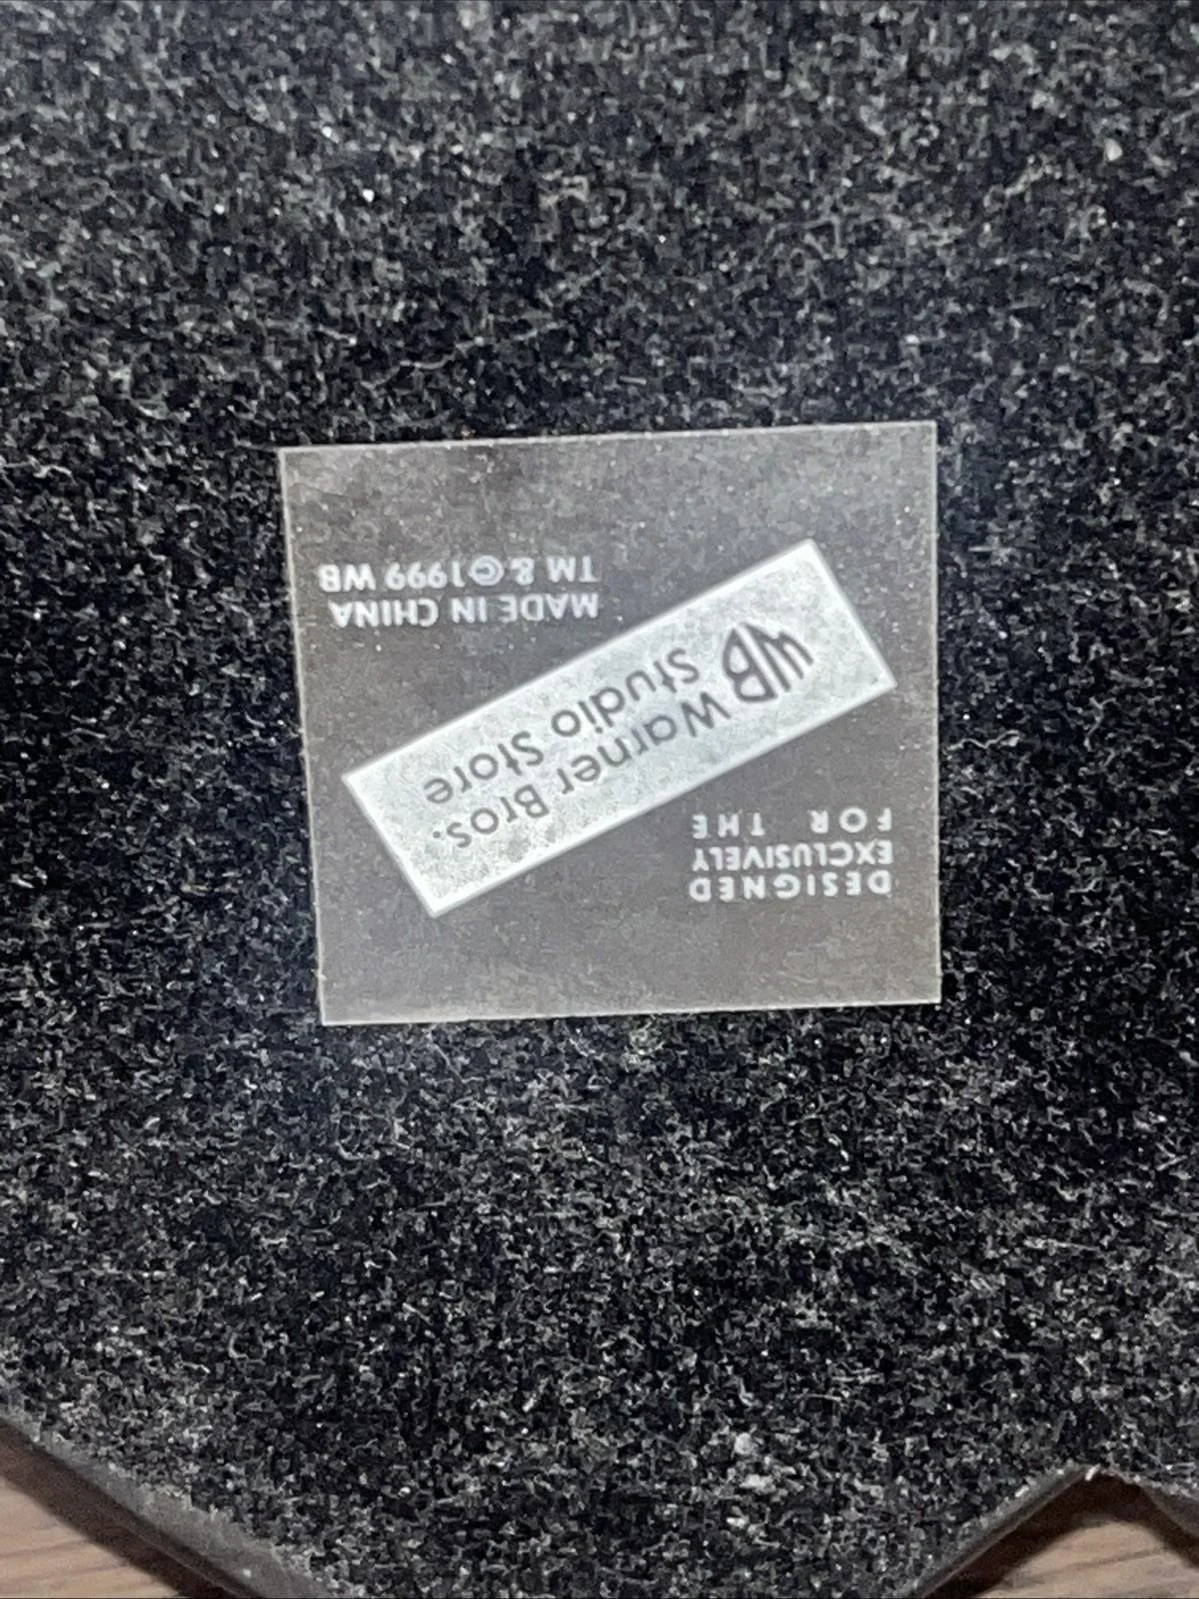 DESIGNED
EXCLUSIVELY
FOR THE
WB Warner Bros.
Studio Store
MADE IN CHINA
TM & ©1999 WB